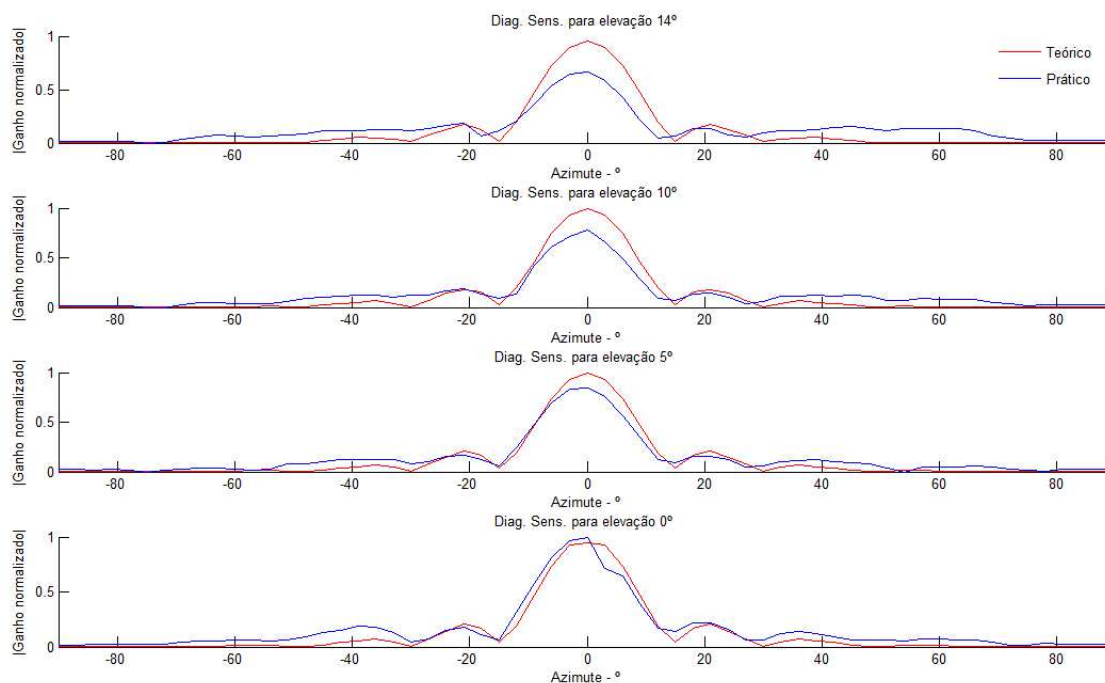 Diag. Sens. para elevação 14º
|Ganho normalizado|
1
0.5
0
Teórico
Prático
-80 -60 -40 -20 0 20 40 60 80
Azimute - º
Diag. Sens. para elevação 10º
|Ganho normalizado|
1
0.5
0
-80 -60 -40 -20 0 20 40 60 80
Azimute - º
Diag. Sens. para elevação 5º
|Ganho normalizado|
1
0.5
0
-80 -60 -40 -20 0 20 40 60 80
Azimute - º
Diag. Sens. para elevação 0º
|Ganho normalizado|
1
0.5
0
-80 -60 -40 -20 0 20 40 60 80
Azimute - º